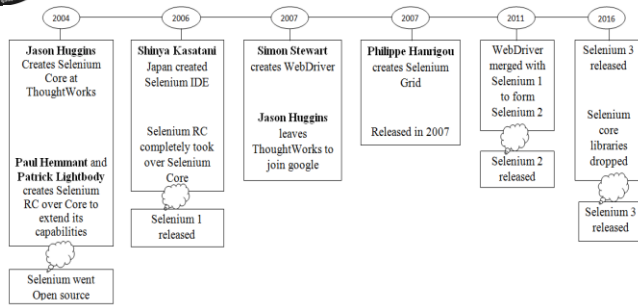 2004
2006
2007
2007
2011
2016
Jason Huggins
Creates Selenium
Core at
ThoughtWorks
Paul Hemmant and
Patrick Lightbody
creates Selenium
RC over Core to
extend its
capabilities
Selenium went
Open source
Shinya Kasatani
Japan created
Selenium IDE
Selenium RC
completely took
over Selenium
Core
Selenium 1
released
Simon Stewart
creates WebDriver
Jason Huggins
leaves
ThoughtWorks to
join google
Philippe Hanrigou
creates Selenium
Grid
Released in 2007
WebDriver
merged with
Selenium 1
to form
Selenium 2
Selenium 2
released
Selenium 3
released
Selenium
core
libraries
dropped
Selenium 3
released